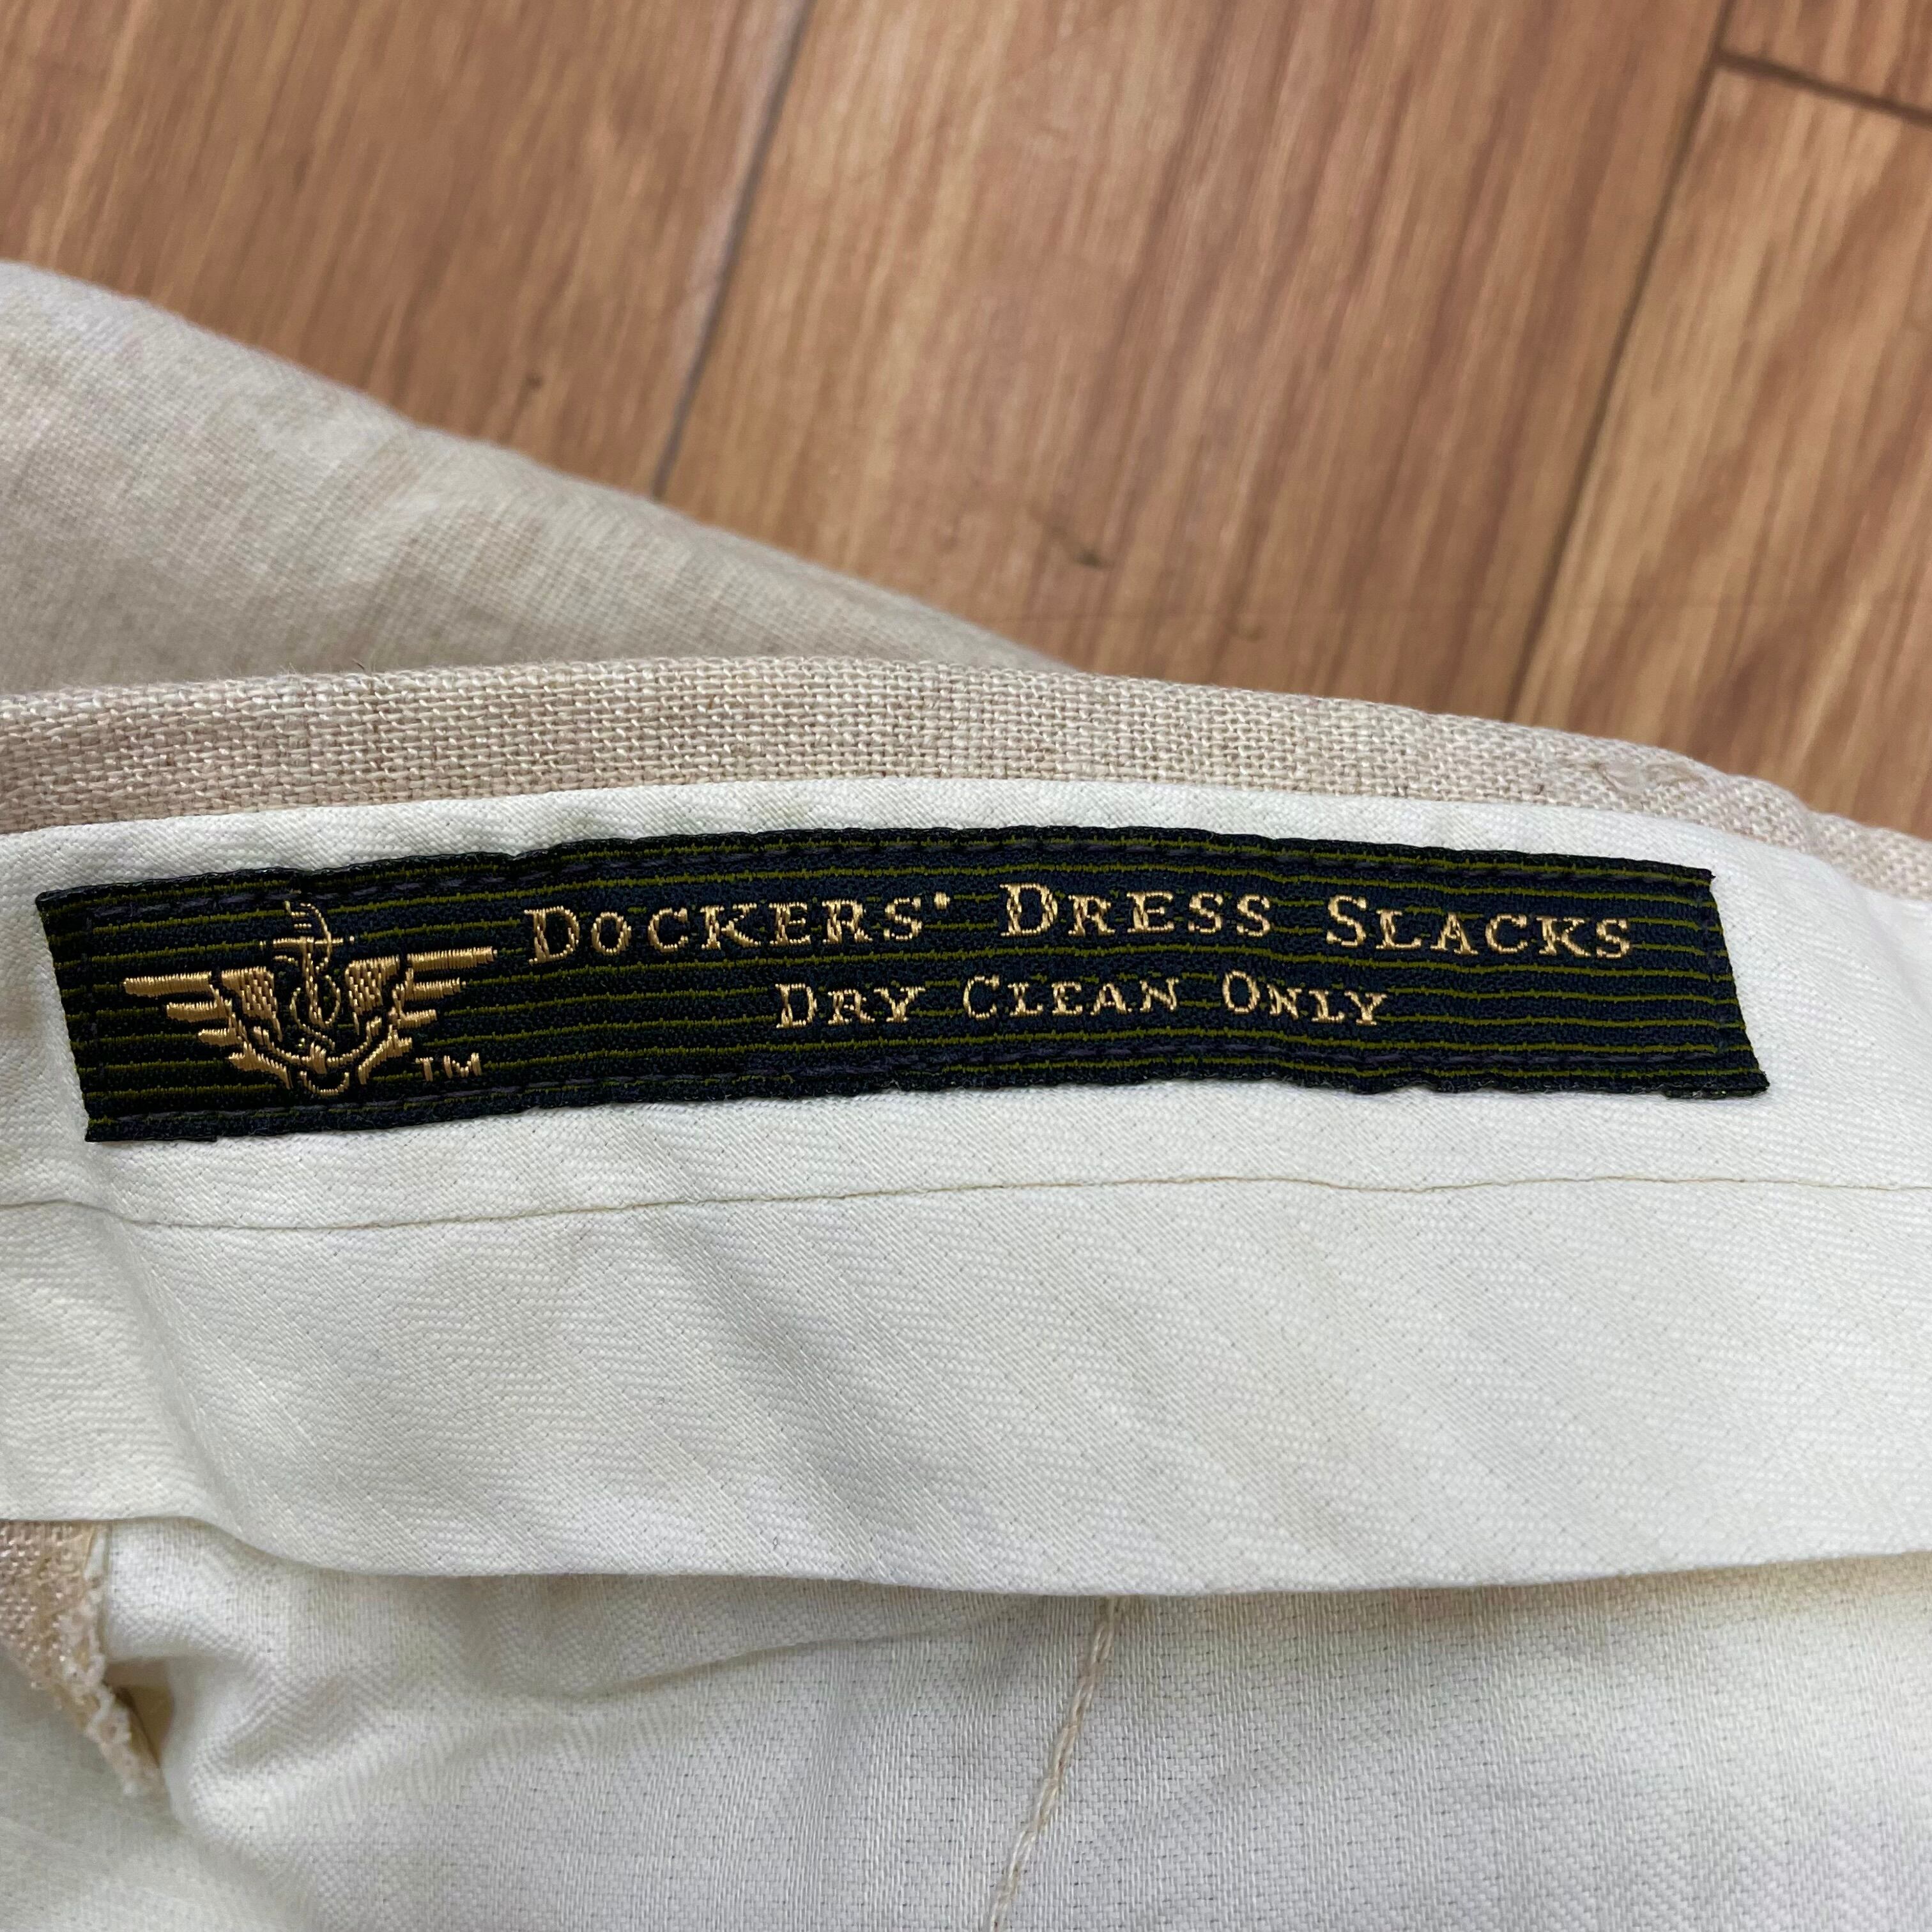 DOCKERS® DRESS SLACKS
DRY CLEAN ONLY
TM